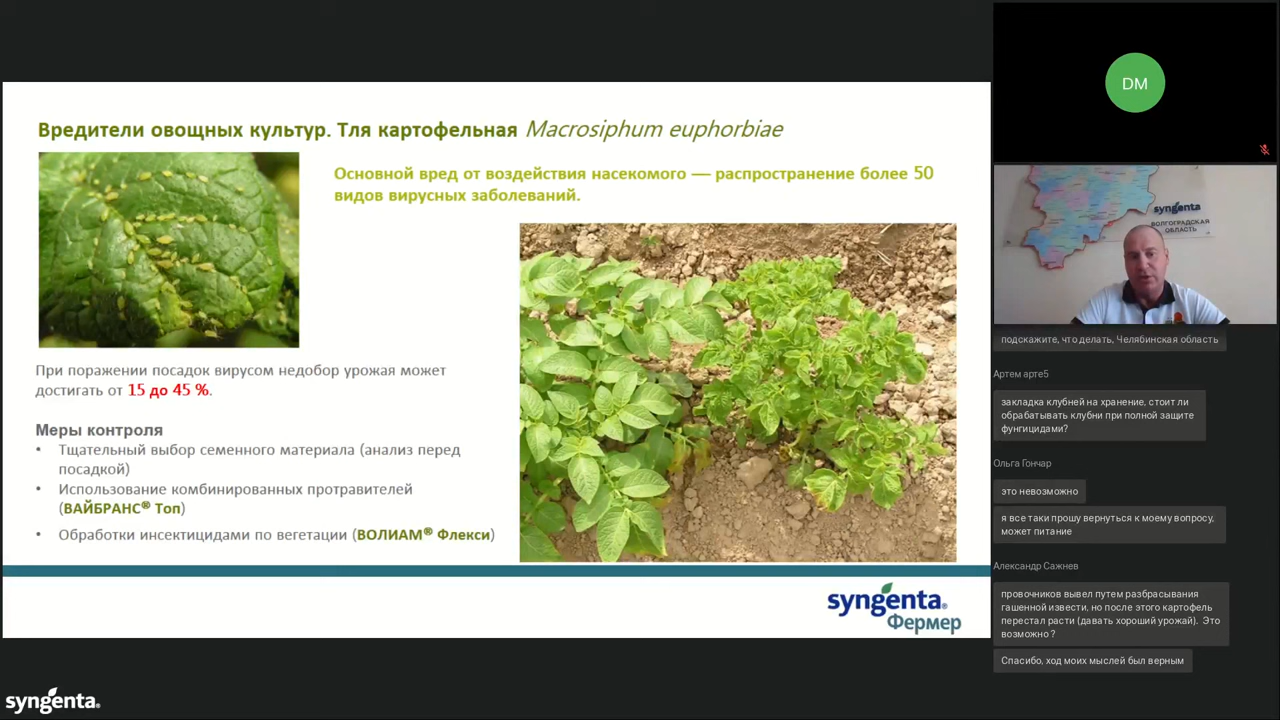 Вредители овощных культур. Тля картофельная Macrosiphum euphorbiae
Основной вред от воздействия насекомого — распространение более 50
видов вирусных заболеваний.
При поражении посадок вирусом недобор урожая может
достигать от 15 до 45 %.
Меры контроля
• Тщательный выбор семенного материала (анализ перед
посадкой)
• Использование комбинированных протравителей
(ВАЙБРАНС® Топ)
• Обработки инсектицидами по вегетации (ВОЛИАМ® Флекси)
syngenta®
Фермер
syngenta®
DM
syngenta
ВОЛГОГРАДСКАЯ
ОБЛАСТЬ
подскажите, что делать, Челябинская область
Артем арте5
закладка клубней на хранение, стоит ли
обрабатывать клубни при полной защите
фунгицидами?
Ольга Гончар
это невозможно
я все таки прошу вернуться к моему вопросу,
может питание
Александр Сажнев
провочников вывел путем разбрасывания
гашенной извести, но после этого картофель
перестал расти (давать хороший урожай). Это
возможно ?
Спасибо, ход моих мыслей был верным